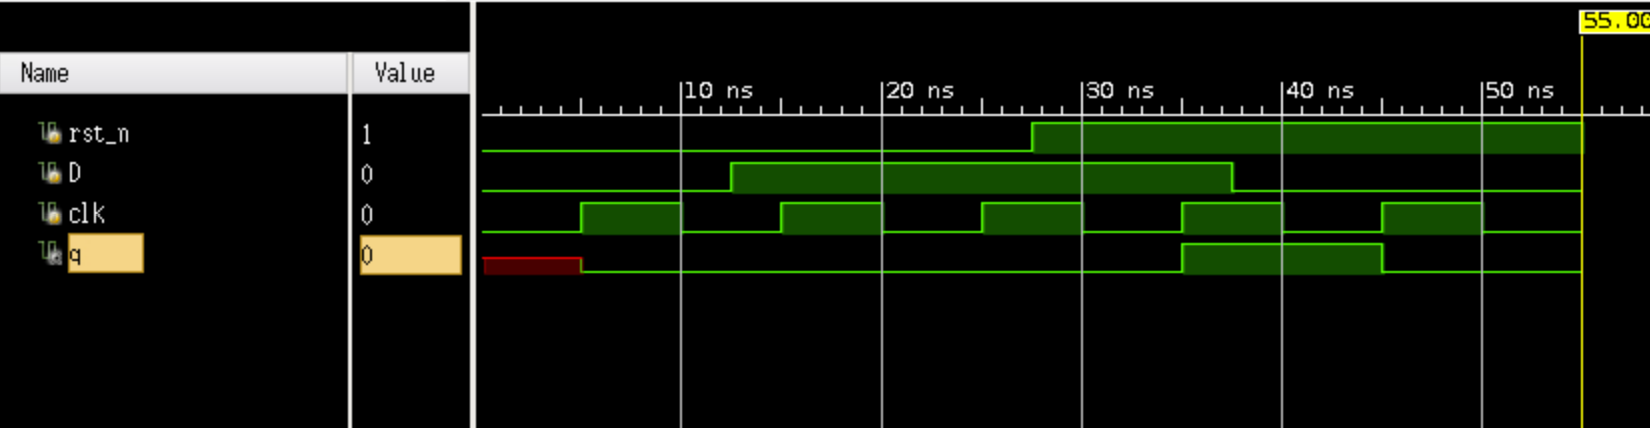 55.00
Name Value
10 ns 20 ns 30 ns 40 ns 50 ns
rst_n 1
D 0
clk 0
q 0